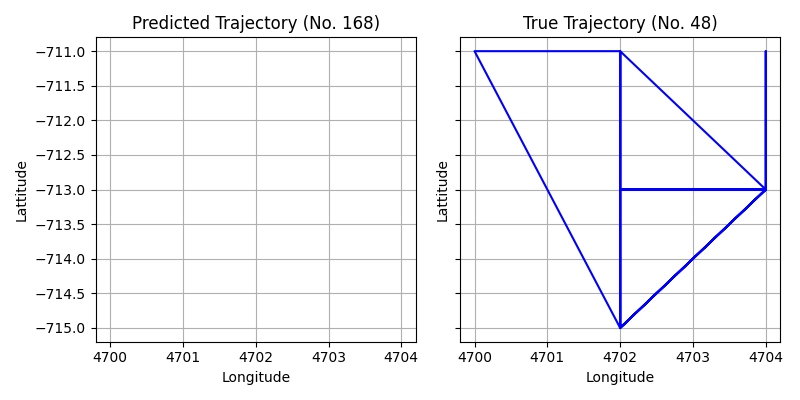 Predicted Trajectory (No. 168)
True Trajectory (No. 48)
−711.0
−711.5
−712.0
−712.5
−713.0
−713.5
−714.0
−714.5
−715.0
Lattitude
Lattitude
4700 4701 4702 4703 4704
4700 4701 4702 4703 4704
Longitude
Longitude